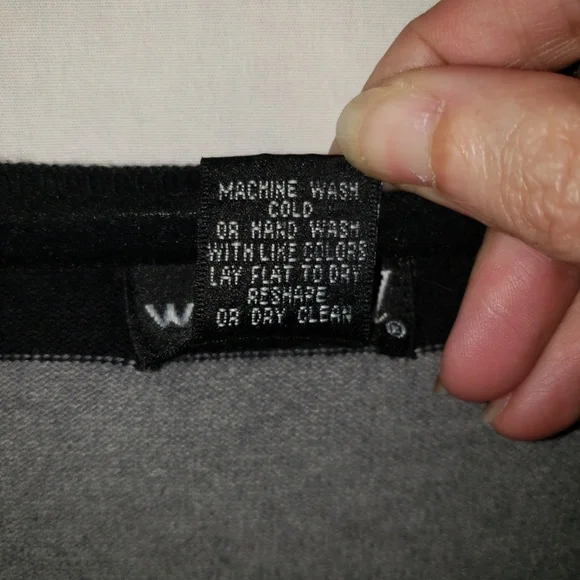 MACHINE WASH
COLD
OR HAND WASH
WITH LIKE COLORS
LAY FLAT TO DRY
RESHAPE
OR DRY CLEAN
®